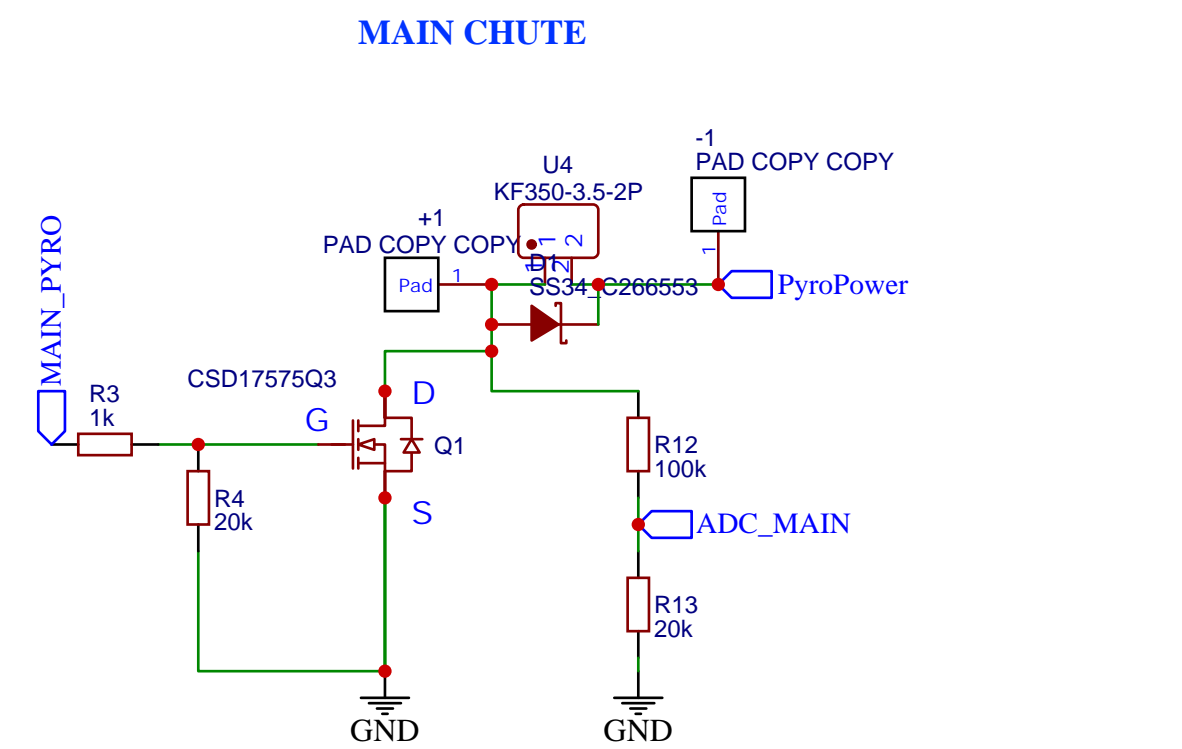 MAIN CHUTE
-1
PAD COPY COPY
Pad
1
U4
KF350-3.5-2P
1
2
1
2
+1
PAD COPY COPY
Pad
1
D1
SS34_C266553
PyroPower
MAIN_PYRO
R3
1k
CSD17575Q3
D
G
Q1
S
R4
20k
R12
100k
ADC_MAIN
R13
20k
GND
GND